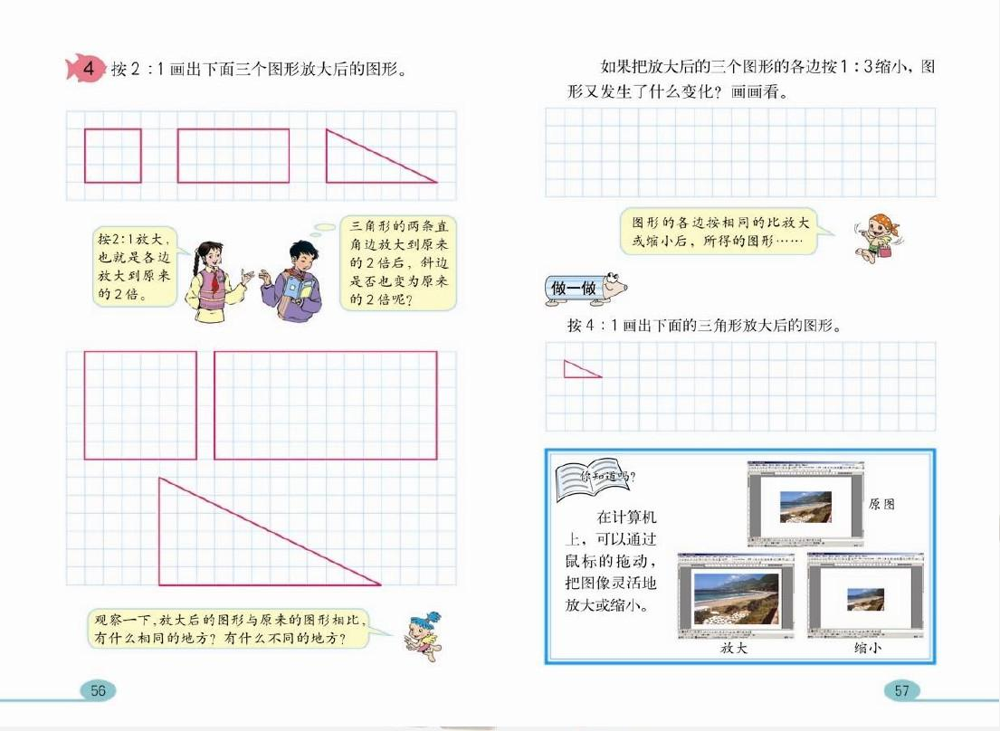 4 按2：1画出下面三个图形放大后的图形。
按2:1放大，
也就是各边
放大到原来
的2倍。
三角形的两条直
角边放大到原来
的2倍后，斜边
是否也变为原来
的2倍呢？
观察一下，放大后的图形与原来的图形相比，
有什么相同的地方？有什么不同的地方？
56
如果把放大后的三个图形的各边按1：3缩小，图
形又发生了什么变化？画画看。
图形的各边按相同的比放大
或缩小后，所得的图形……
做一做
按4：1画出下面的三角形放大后的图形。
你知道吗？
在计算机
上，可以通过
鼠标的拖动，
把图像灵活地
放大或缩小。
原图
放大
缩小
57